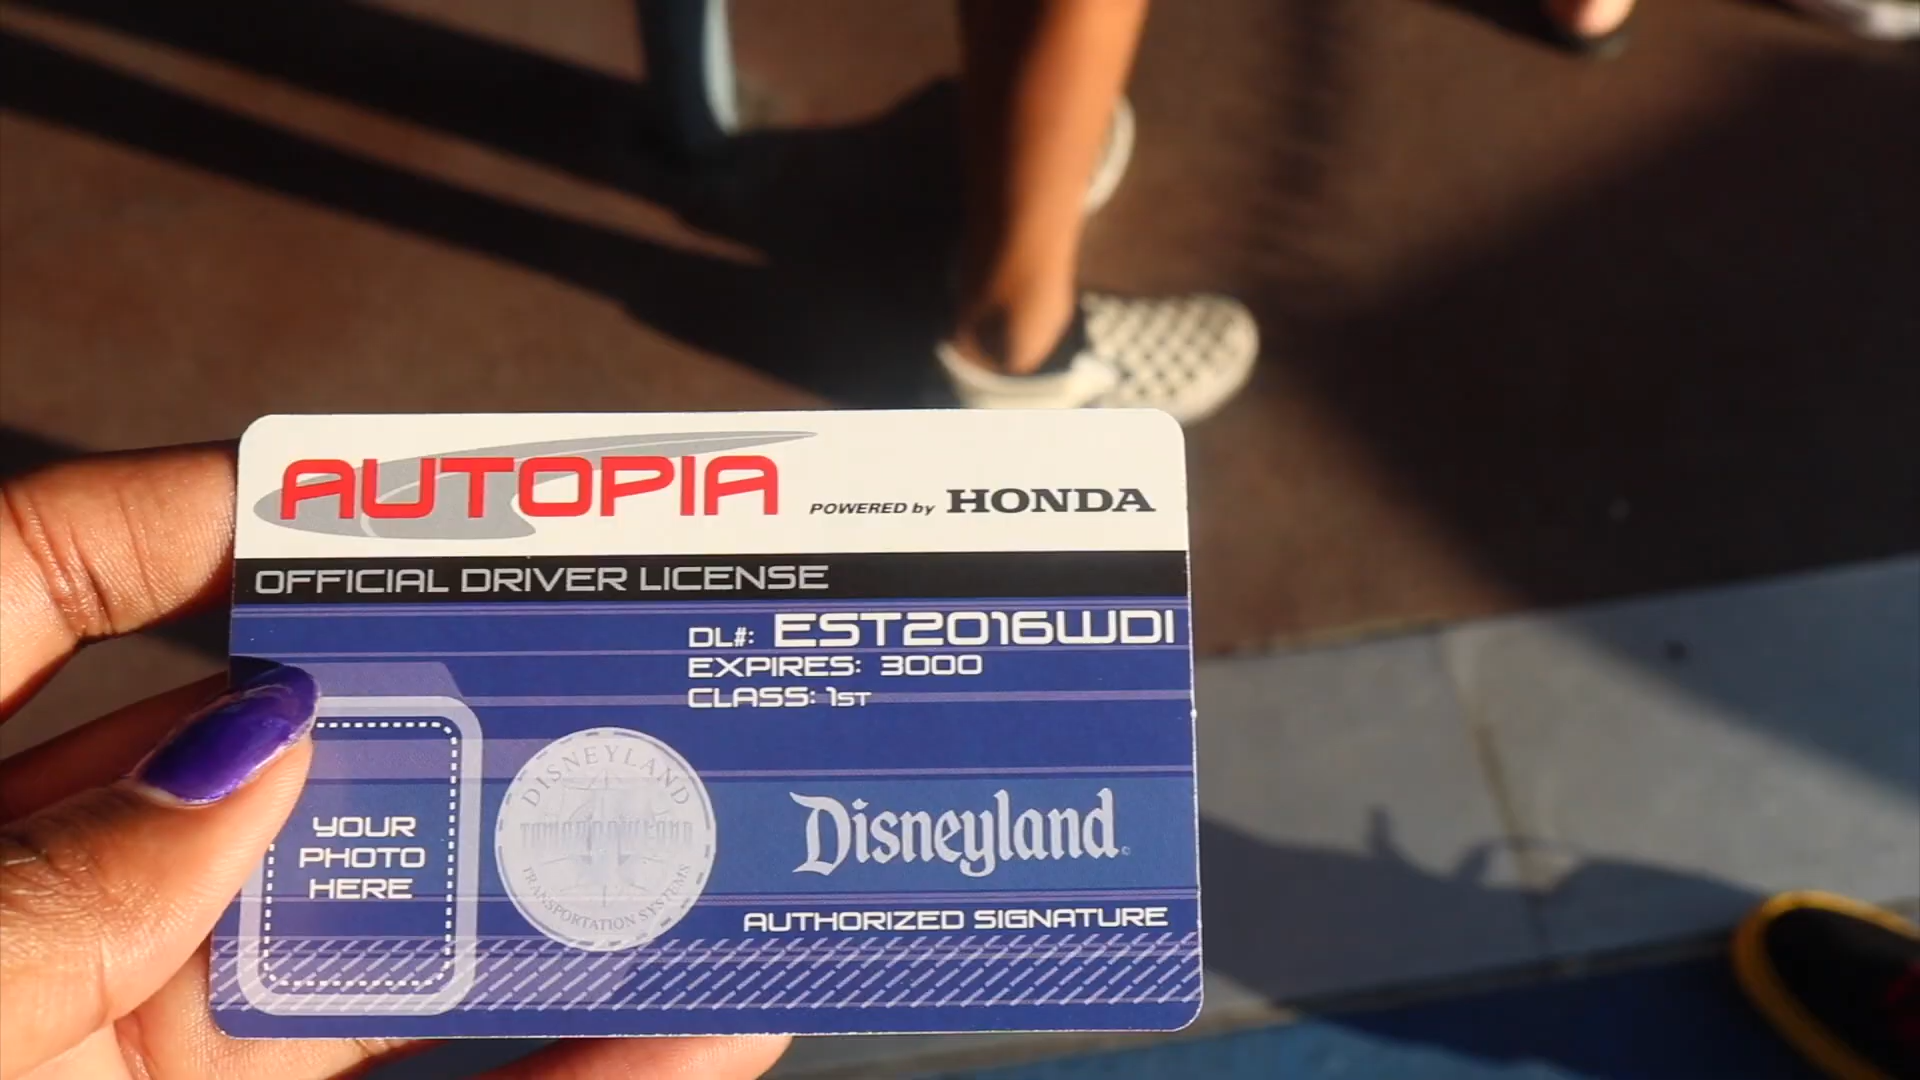 AUTOPIA POWERED by HONDA
OFFICIAL DRIVER LICENSE
DL#: EST2016WDI
EXPIRES: 3000
CLASS: 1ST
YOUR
PHOTO
HERE
DISNEYLAND
TOMORROWLAND
TRANSPORTATION SYSTEMS
Disneyland
AUTHORIZED SIGNATURE